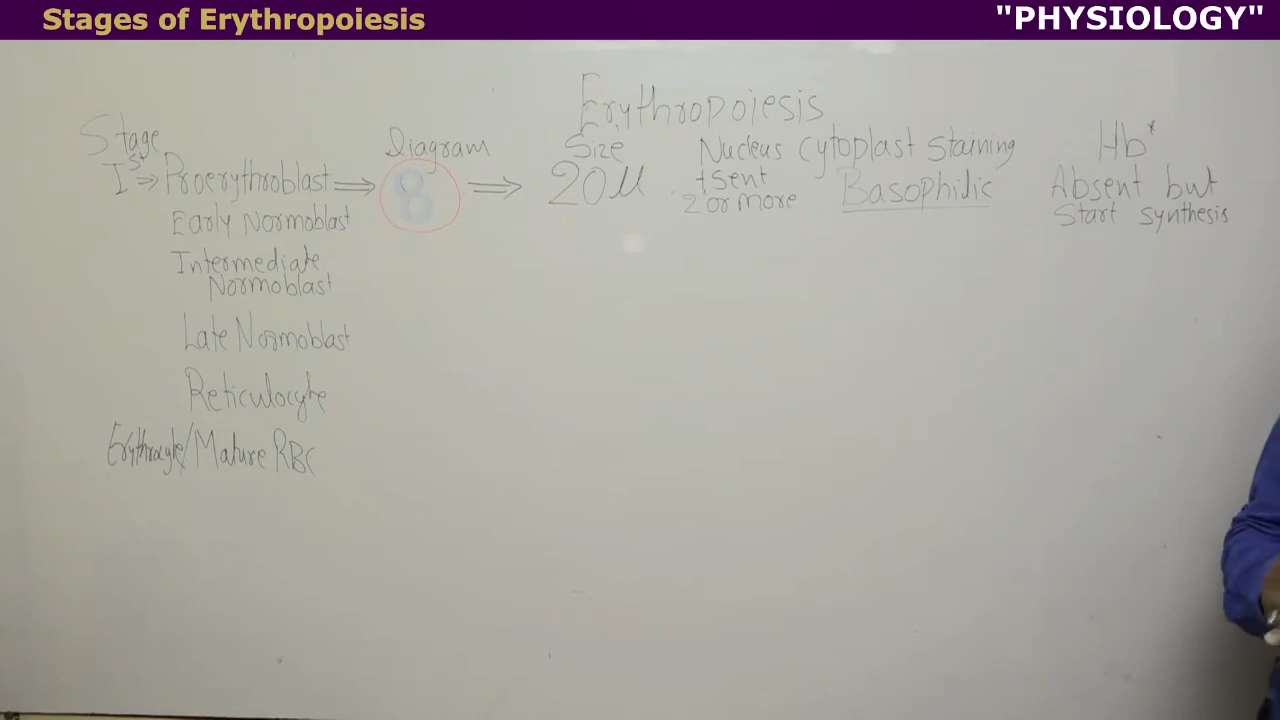 Stages of Erythropoiesis
"PHYSIOLOGY"
Erythropoiesis
Stage
Diagram
Size
Nucleus
Cytoplast Staining
Hb*
Ist ⇒ Proerythroblast ⇒
8
⇒ 20µ
+sent
2 or more
Basophilic
Absent but
Start Synthesis
Early Normoblast
Intermediate
Normoblast
Late Normoblast
Reticulocyte
Erythrocyte/Mature RBC